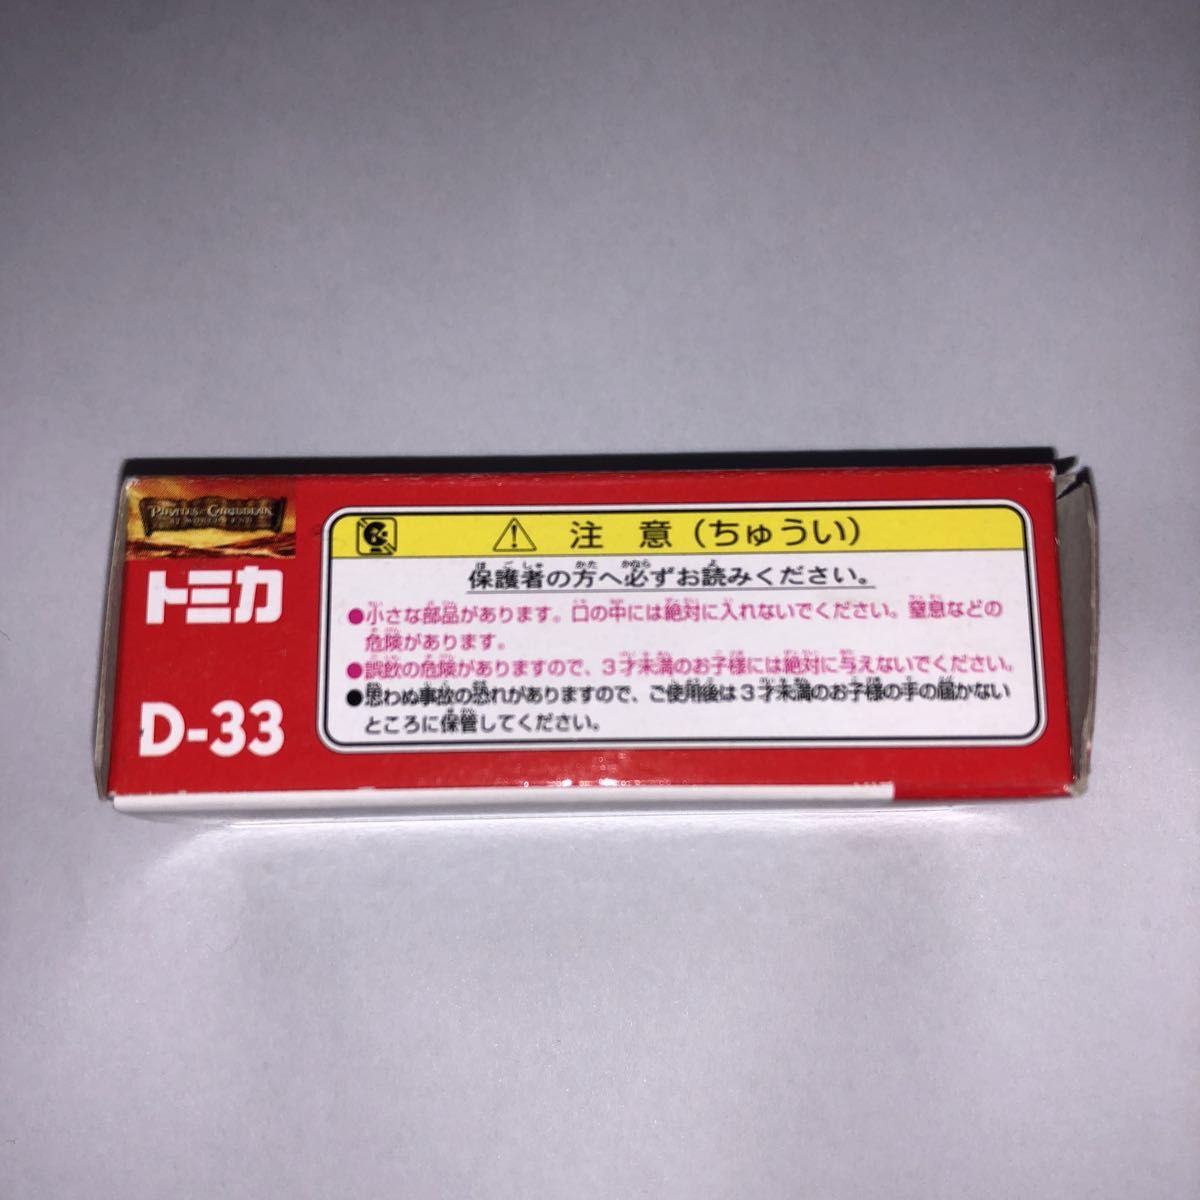 PIRATES of the CARIBBEAN
AT WORLD'S END
トミカ
D-33
注 意（ちゅうい）
保護者の方へ必ずお読みください。
●小さな部品があります。口の中には絶対に入れないでください。窒息などの
危険があります。
●誤飲の危険がありますので、３才未満のお子様には絶対に与えないでください。
●思わぬ事故の恐れがありますので、ご使用後は３才未満のお子様の手の届かない
ところに保管してください。